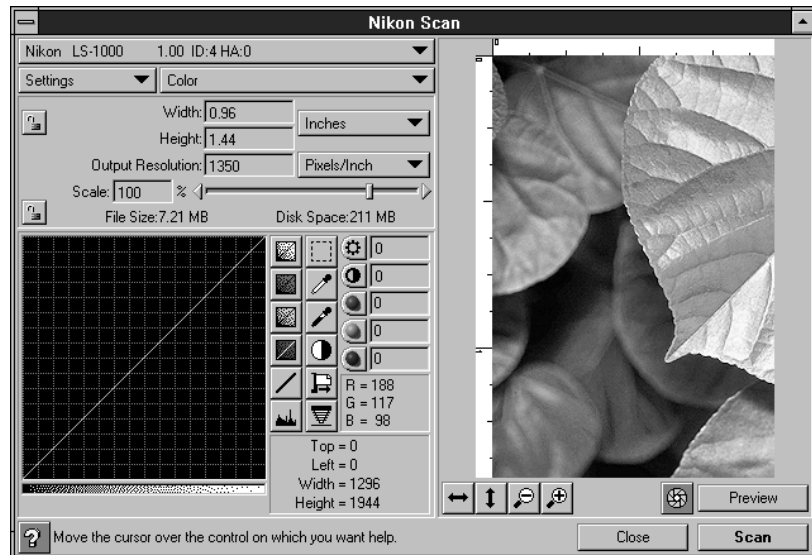 Nikon Scan
Nikon LS-1000 1.00 ID:4 HA:0
Settings Color
Width: 0.96
Inches
Height: 1.44
Output Resolution: 1350 Pixels/Inch
Scale: 100 %
File Size:7.21 MB Disk Space:211 MB
0
0
0
0
0
R = 188
G = 117
B = 98
Top = 0
Left = 0
Width = 1296
Height = 1944
Preview
? Move the cursor over the control on which you want help.
Close Scan